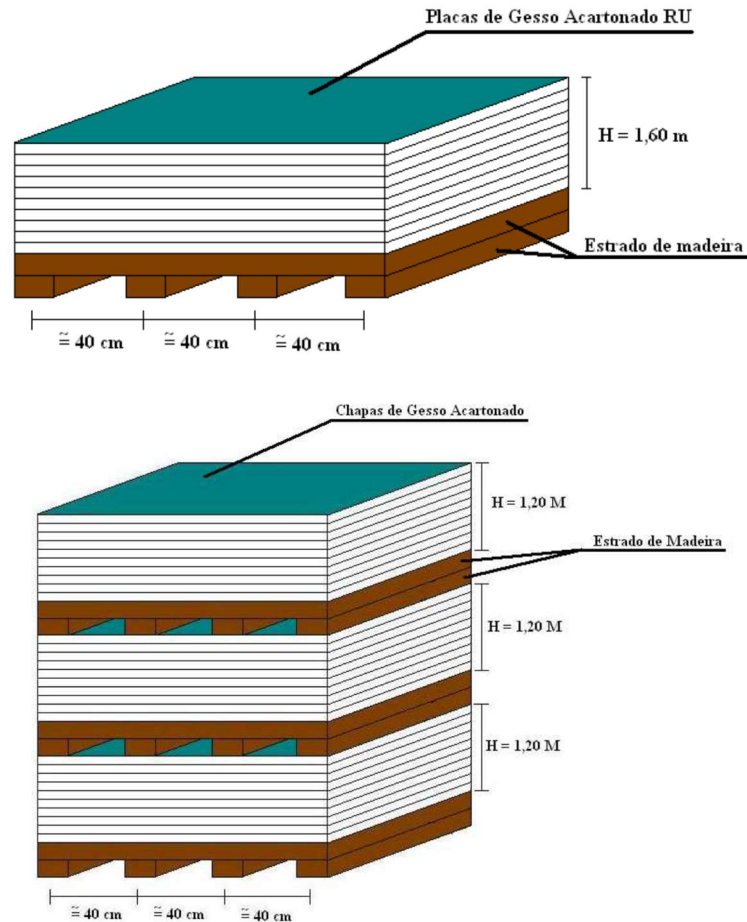 Placas de Gesso Acartonado RU
H = 1,60 m
Estrado de madeira
≅ 40 cm ≅ 40 cm ≅ 40 cm
Chapas de Gesso Acartonado
H = 1,20 M
Estrado de Madeira
H = 1,20 M
H = 1,20 M
≅ 40 cm ≅ 40 cm ≅ 40 cm